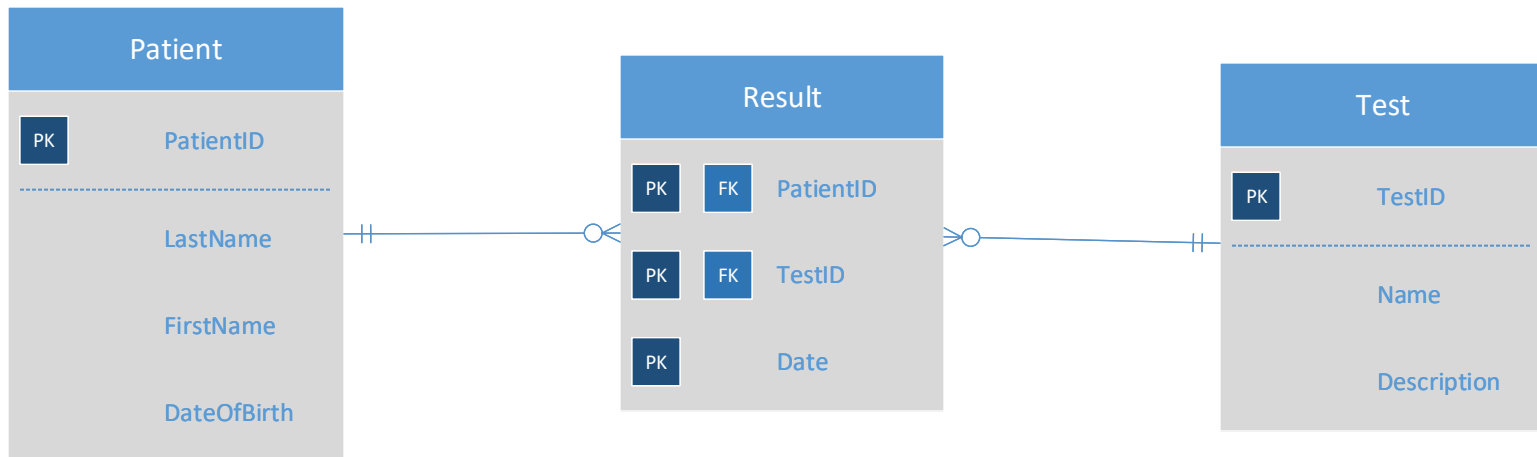 Patient
PK PatientID
LastName
FirstName
DateOfBirth
Result
PK FK PatientID
PK FK TestID
PK Date
Test
PK TestID
Name
Description